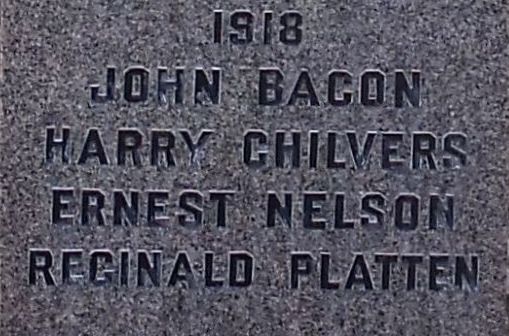 1918
JOHN BACON
HARRY CHILVERS
ERNEST NELSON
REGINALD PLATTEN